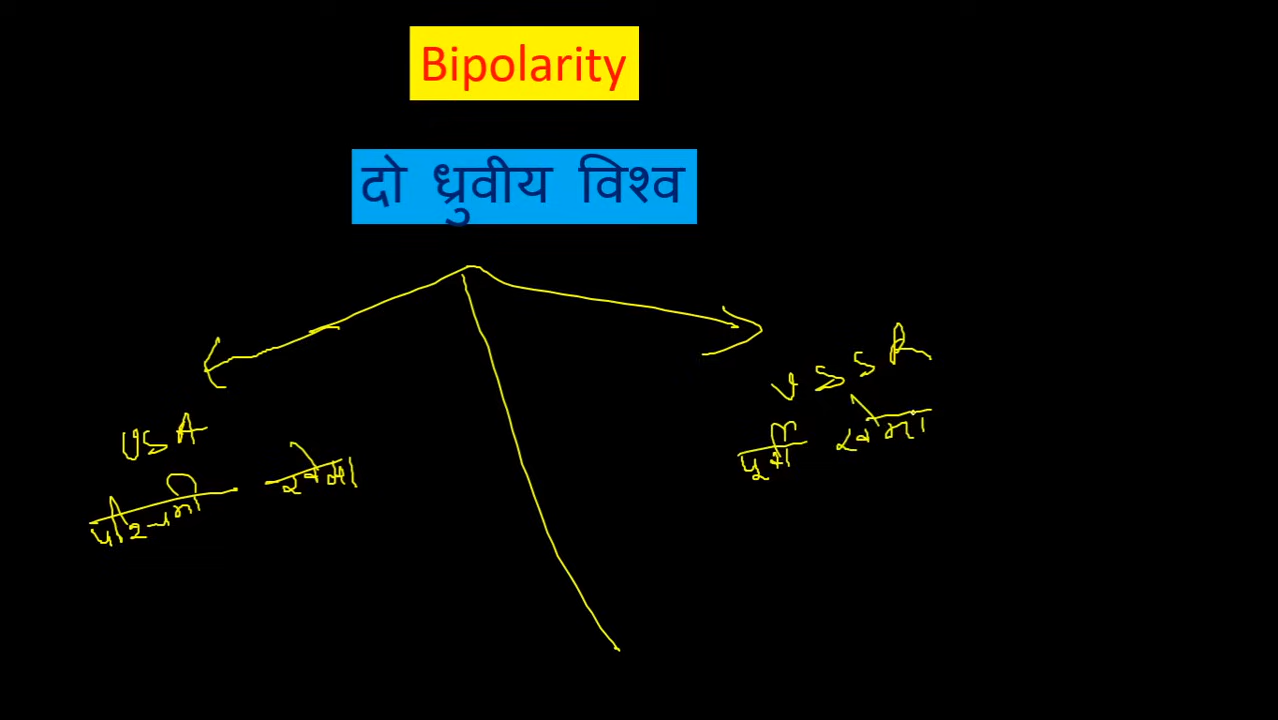 Bipolarity
दो ध्रुवीय विश्व
USA
पश्चिमी खेमा
USSR
पूर्वी खेमा